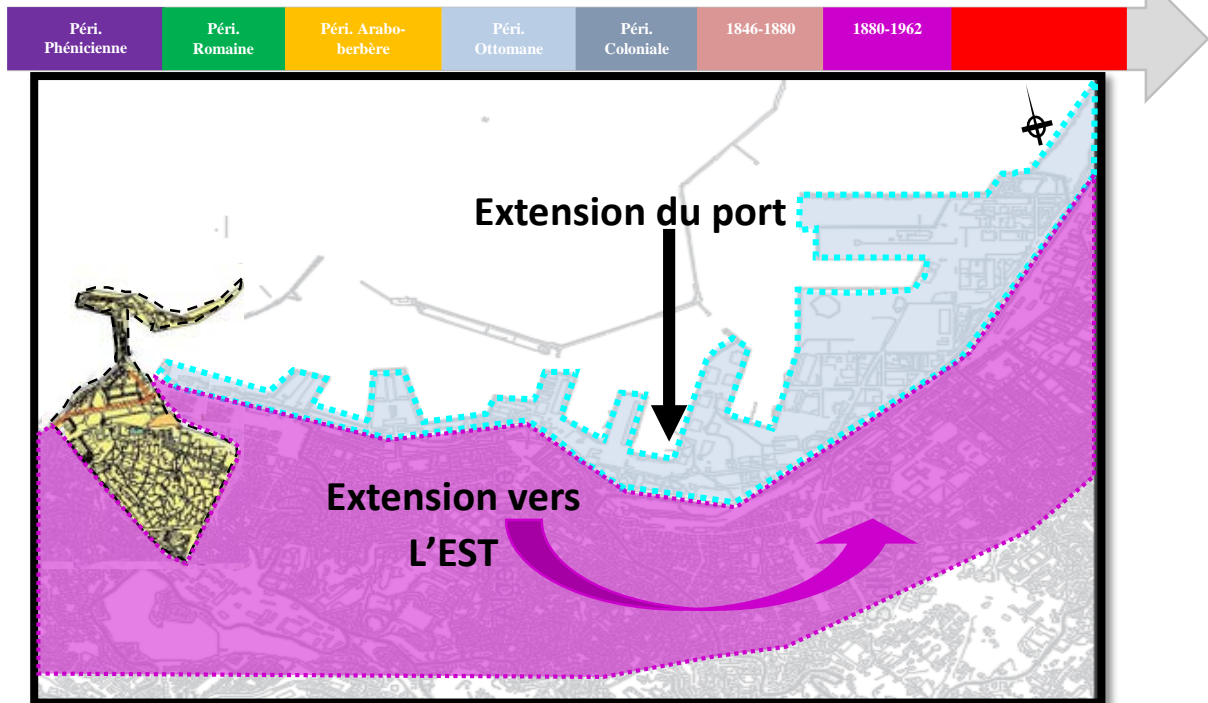 Péri.
Phénicienne
Péri.
Romaine
Péri. Arabo-
berbère
Péri.
Ottomane
Péri.
Coloniale
1846-1880
1880-1962
Extension du port
Extension vers
L’EST